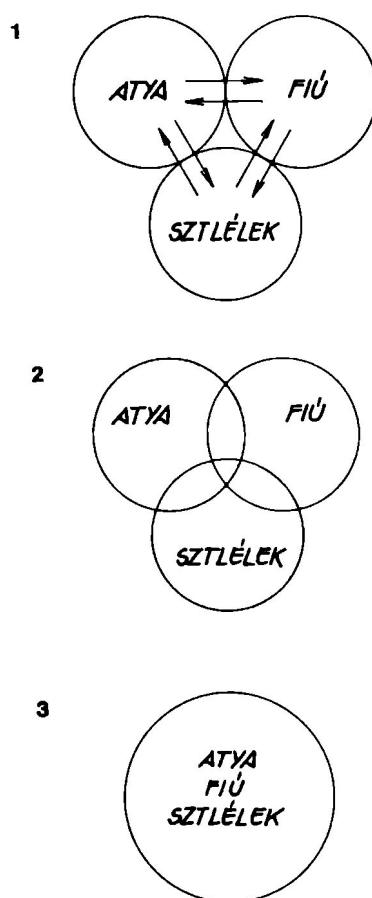 1
ATYA FIÚ
SZTLÉLEK
2
ATYA FIÚ
SZTLÉLEK
3
ATYA
FIÚ
SZTLÉLEK